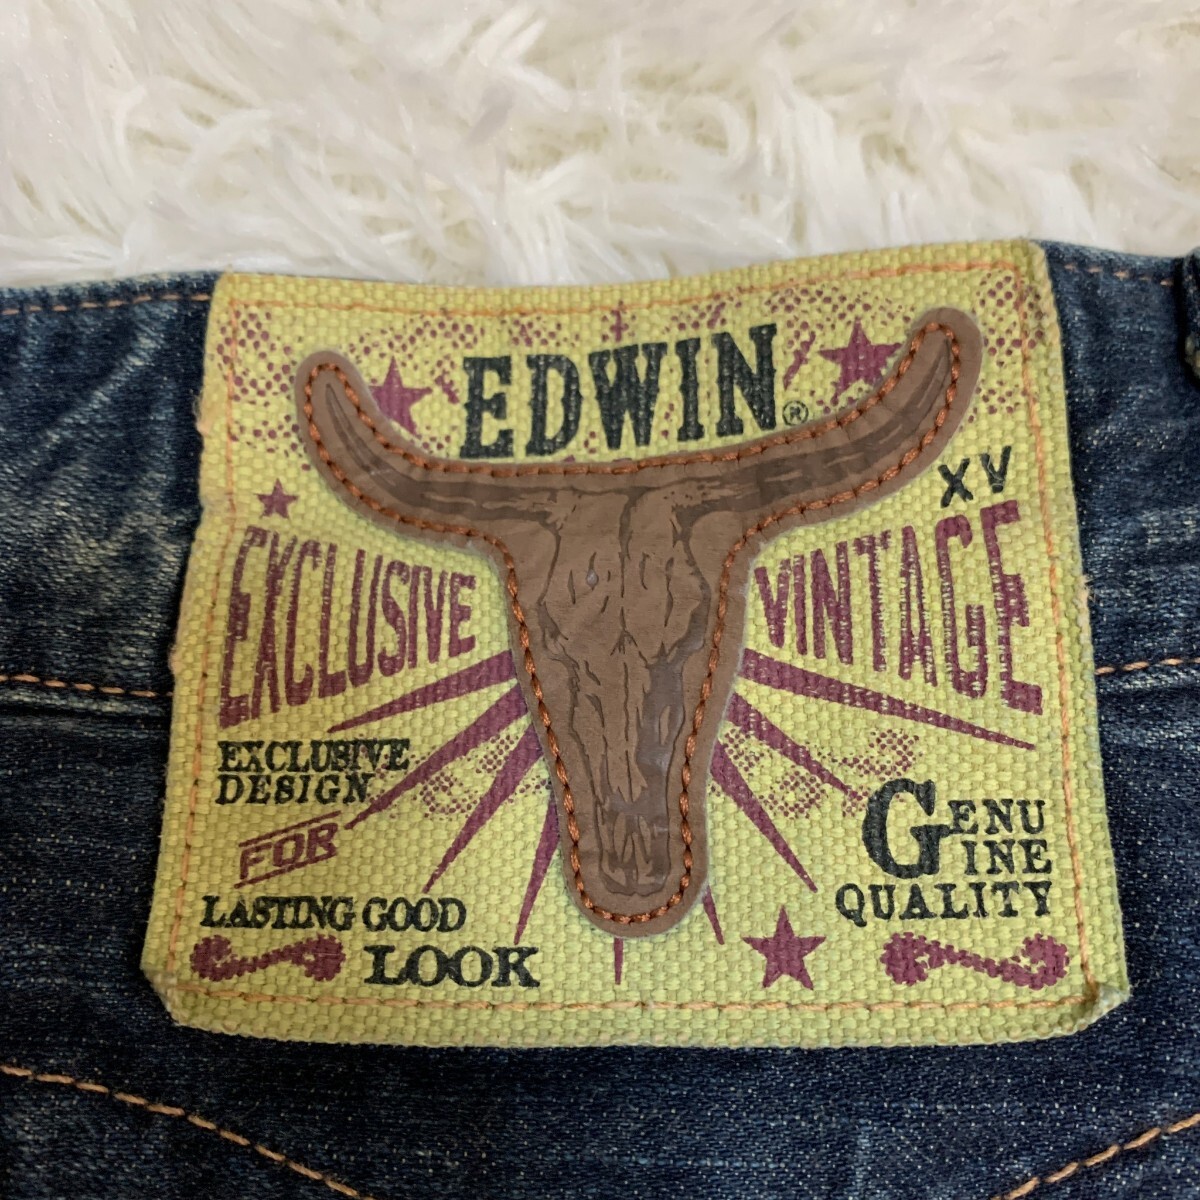 EDWIN®
XV
EXCLUSIVE VINTAGE
EXCLUSIVE
DESIGN
FOR
LASTING GOOD
LOOK
GENU
INE
QUALITY